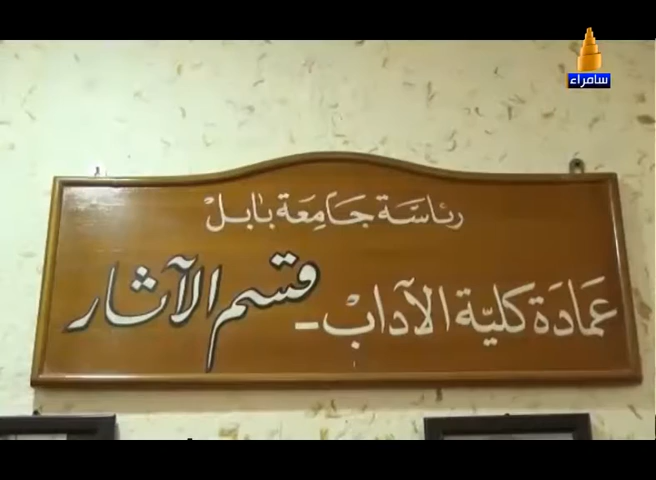 سامراء
رئاسة جامعة بابل
عمادة كلية الآداب - قسم الآثار